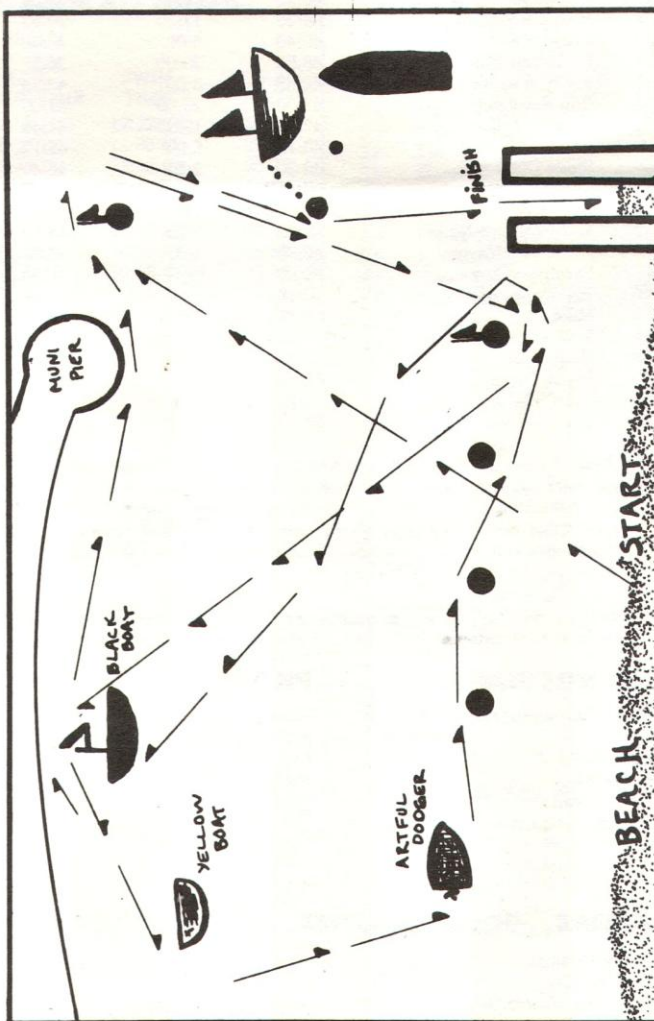 FINISH
MUNI
PIER
START
BLACK
BOAT
BEACH
YELLOW
BOAT
ARTFUL
DODGER